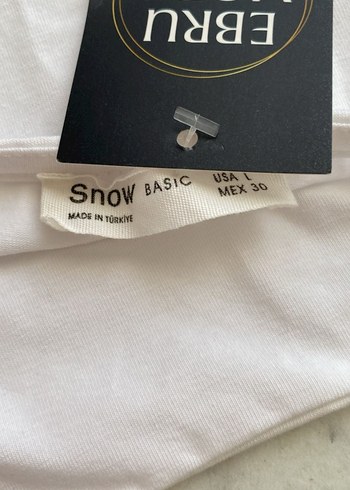 EBRU
Snow BASIC
USA L
MEX 30
MADE IN TÜRKİYE